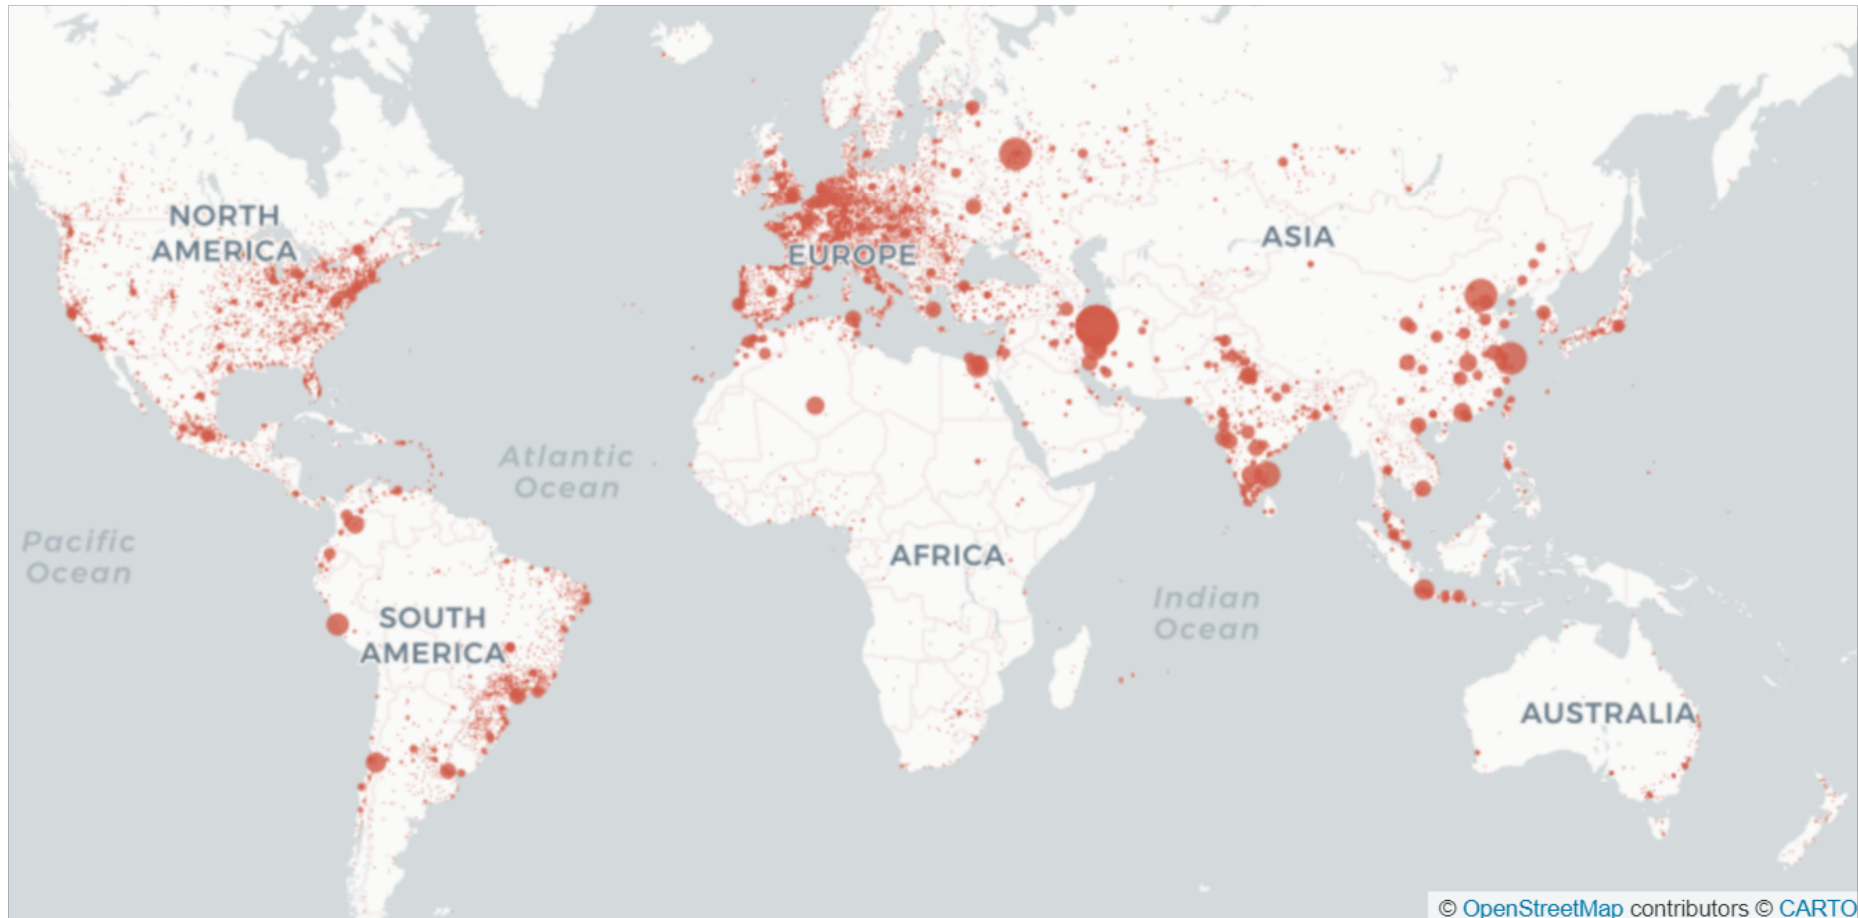 NORTH
AMERICA
EUROPE
ASIA
Atlantic
Ocean
Pacific
Ocean
AFRICA
SOUTH
AMERICA
Indian
Ocean
AUSTRALIA
© OpenStreetMap contributors © CARTO